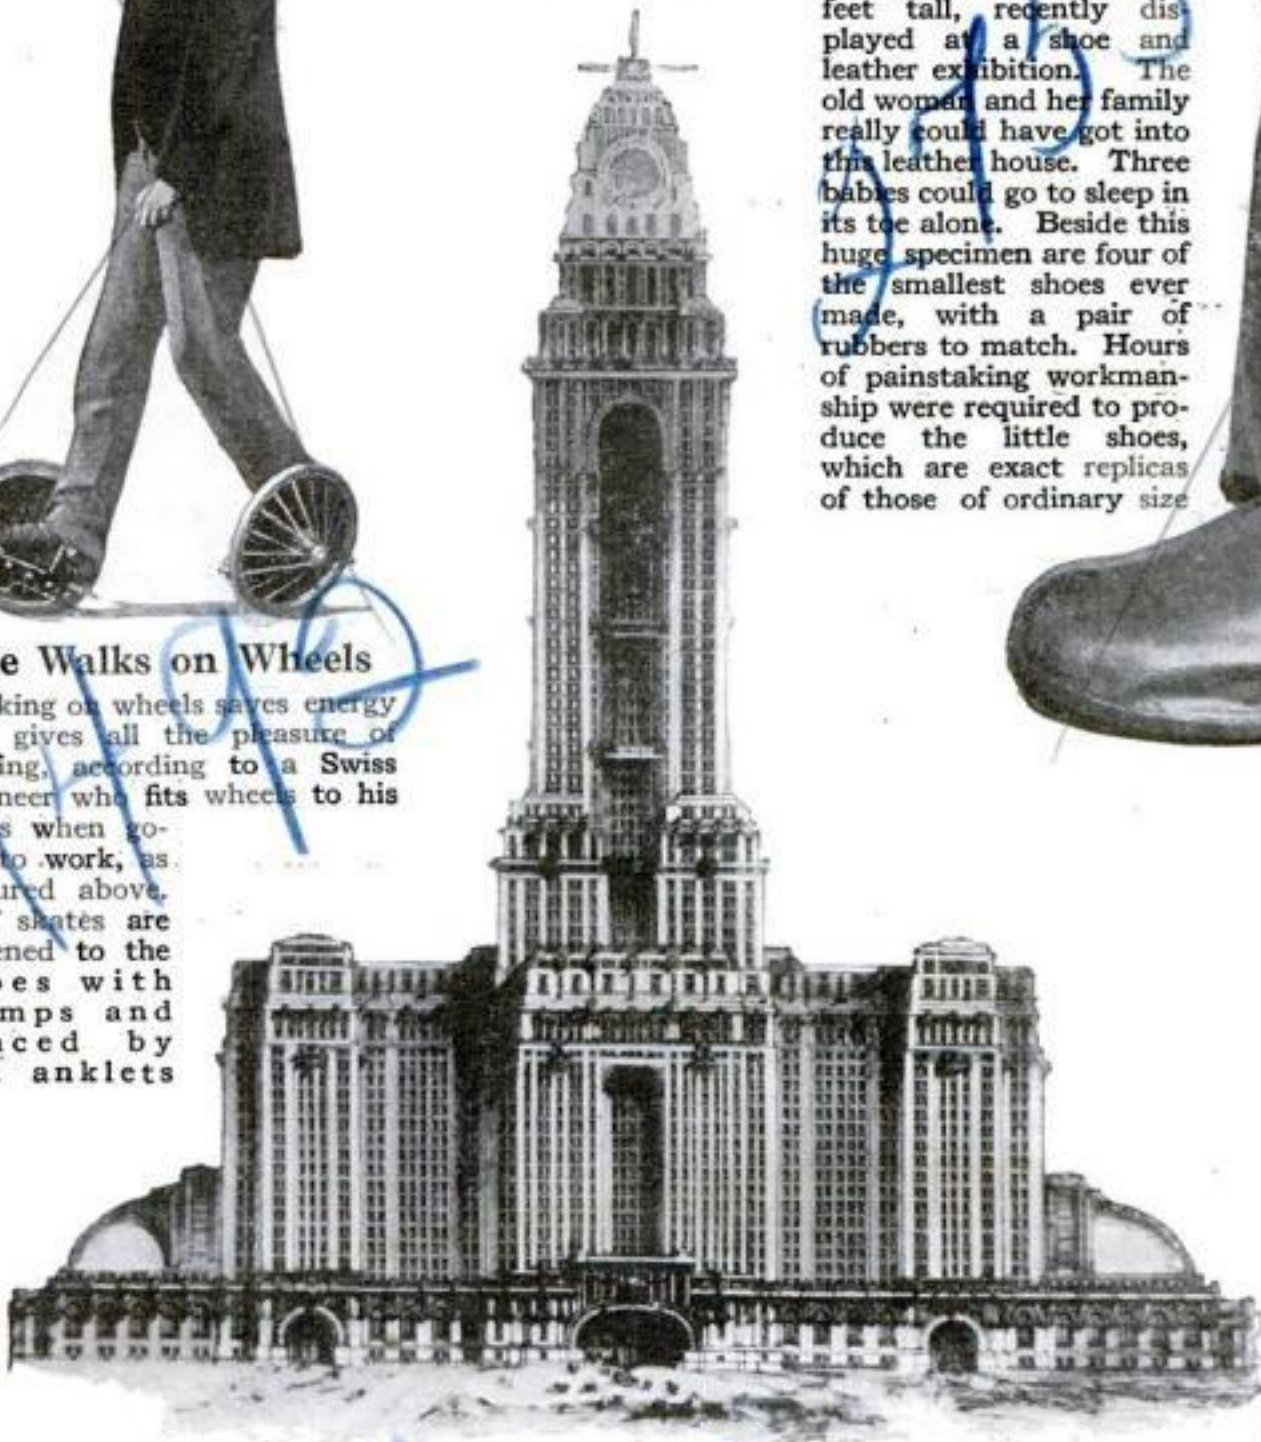 feet tall, recently dis-
played at a shoe and
leather exhibition. The
old woman and her family
really could have got into
this leather house. Three
babies could go to sleep in
its toe alone. Beside this
huge specimen are four of
the smallest shoes ever
made, with a pair of
rubbers to match. Hours
of painstaking workman-
ship were required to pro-
duce the little shoes,
which are exact replicas
of those of ordinary size
e Walks on Wheels
king on wheels saves energy
gives all the pleasure of
ing, according to a Swiss
neer who fits wheels to his
s when go-
to work, as
ured above.
skates are
ened to the
oes with
mps and
nced by
anklets